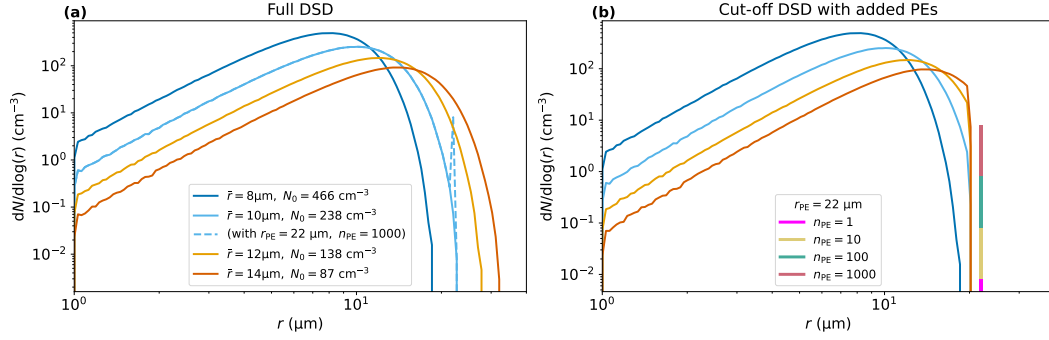 (a)
Full DSD
dN/dlog(r) (cm⁻³)
10²
10¹
10⁰
10⁻¹
10⁻²
r̄ = 8μm, N₀ = 466 cm⁻³
r̄ = 10μm, N₀ = 238 cm⁻³
(with r_PE = 22 μm, n_PE = 1000)
r̄ = 12μm, N₀ = 138 cm⁻³
r̄ = 14μm, N₀ = 87 cm⁻³
10⁰
10¹
r (μm)
(b)
Cut-off DSD with added PEs
dN/dlog(r) (cm⁻³)
10²
10¹
10⁰
10⁻¹
10⁻²
r_PE = 22 μm
n_PE = 1
n_PE = 10
n_PE = 100
n_PE = 1000
10⁰
10¹
r (μm)